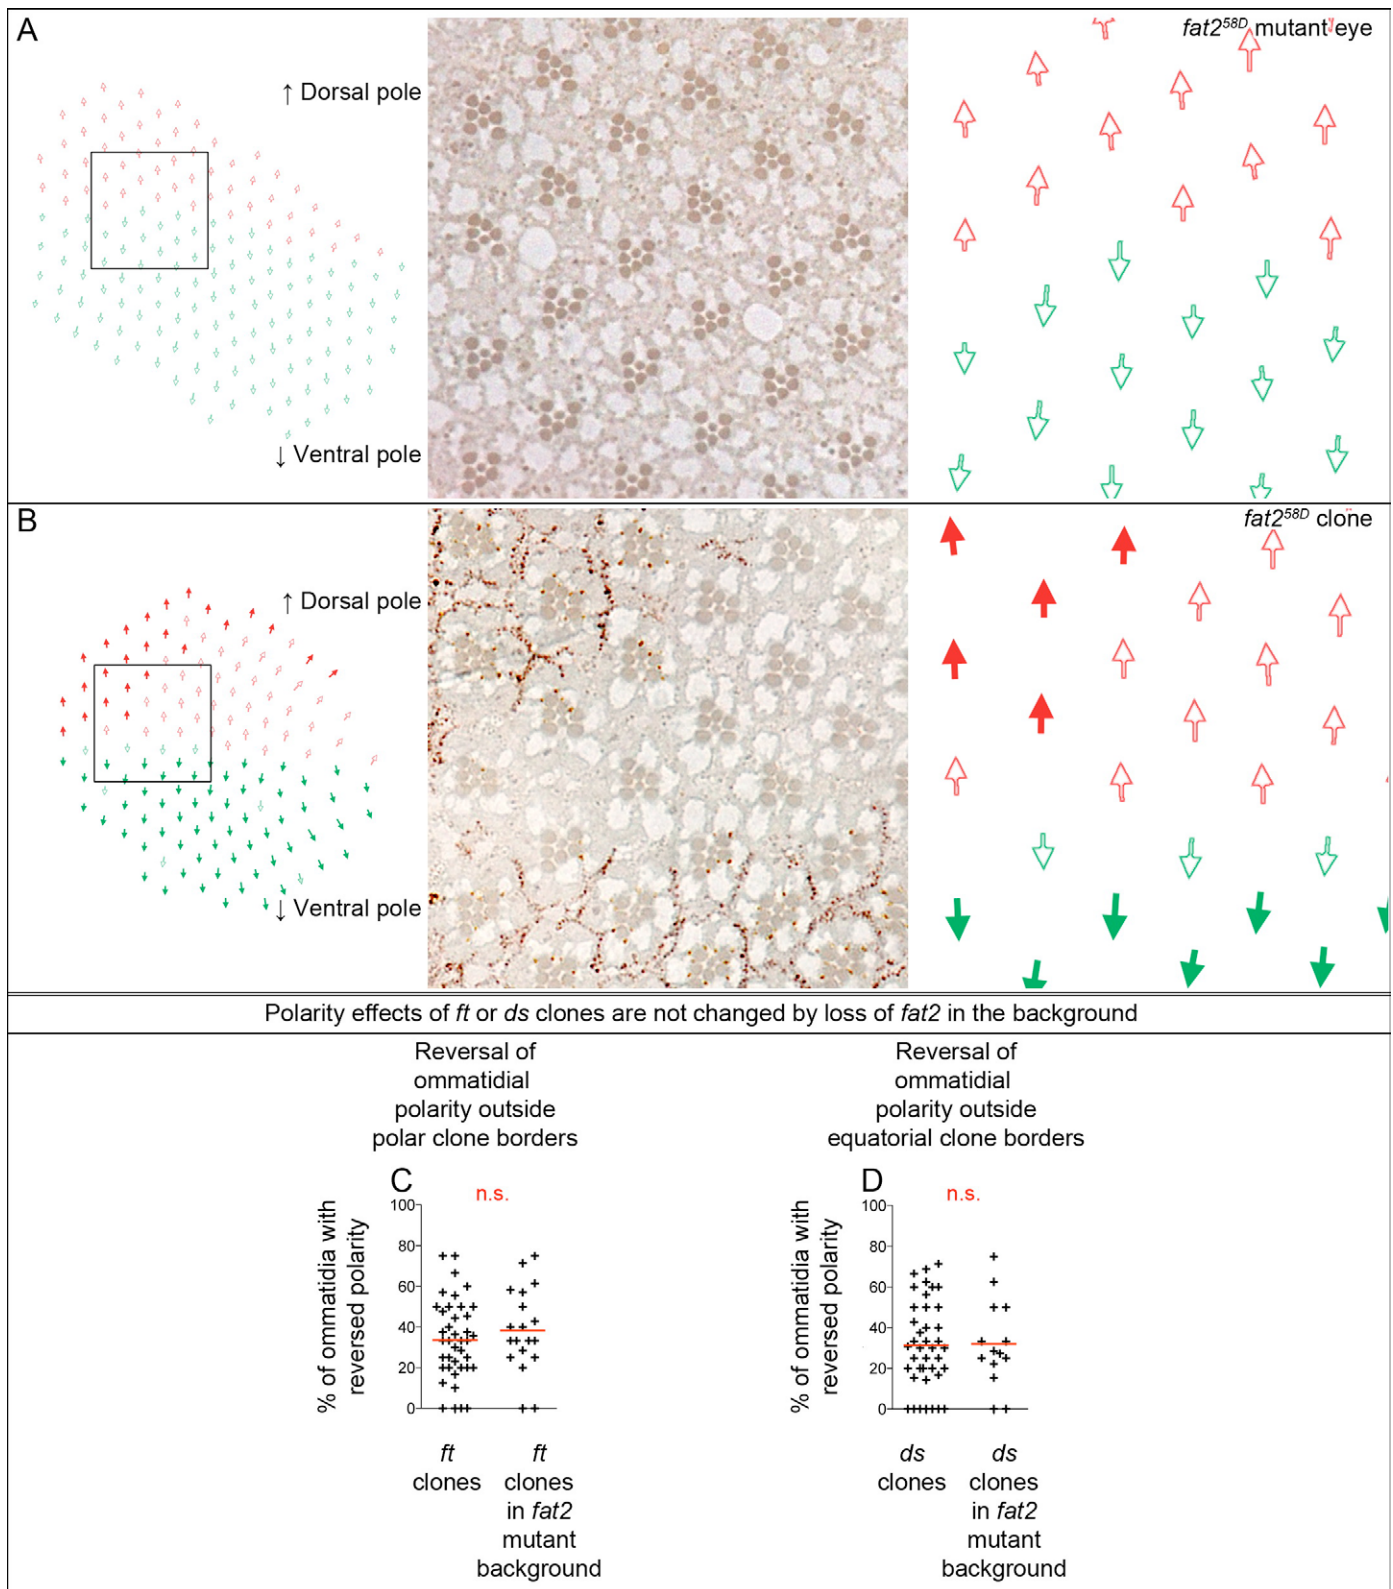 A
fat258D mutant eye
↑ Dorsal pole
↓ Ventral pole
B
fat258D clone
↑ Dorsal pole
↓ Ventral pole
Polarity effects of ft or ds clones are not changed by loss of fat2 in the background
Reversal of
ommatidial
polarity outside
polar clone borders
C
n.s.
% of ommatidia with
reversed polarity
100
80
60
40
20
0
ft
clones
ft
clones
in fat2
mutant
background
Reversal of
ommatidial
polarity outside
equatorial clone borders
D
n.s.
% of ommatidia with
reversed polarity
100
80
60
40
20
0
ds
clones
ds
clones
in fat2
mutant
background